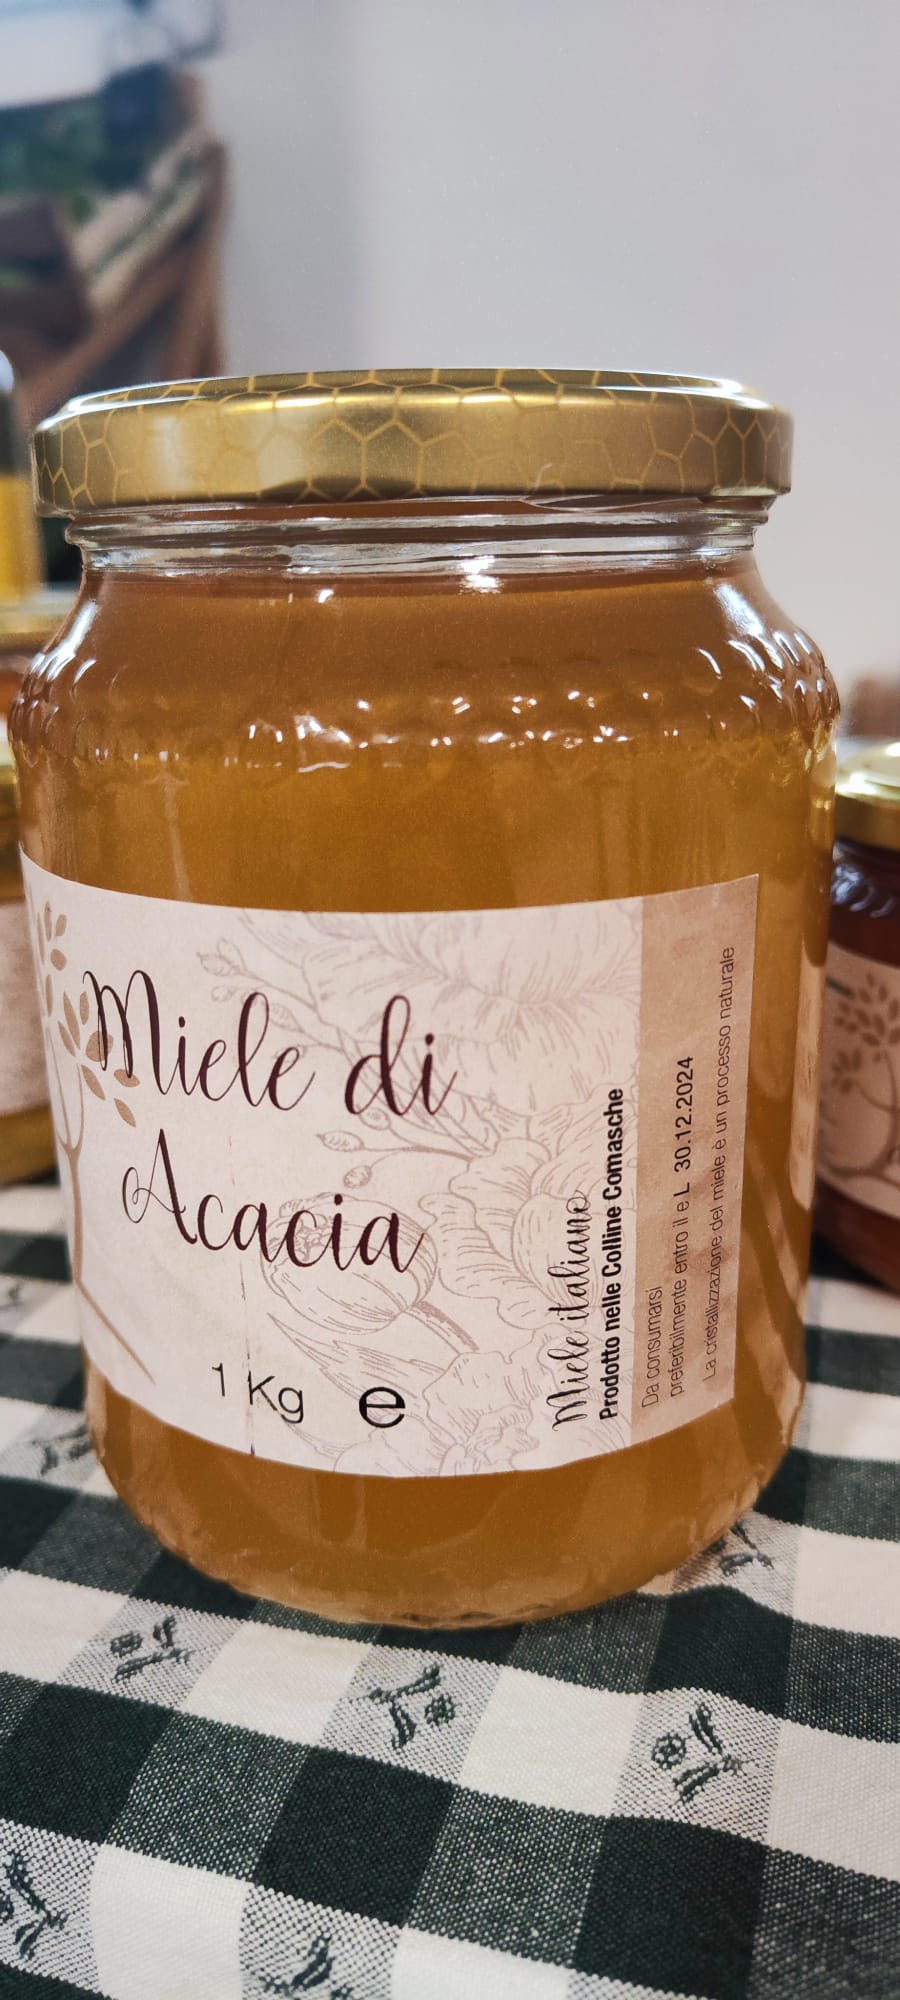 Miele di
Acacia
1 Kg e
Miele italiano
Prodotto nelle Colline Comasche
Da consumarsi
preferibilmente entro il e L 30.12.2024
La cristallizzazione del miele è un processo naturale